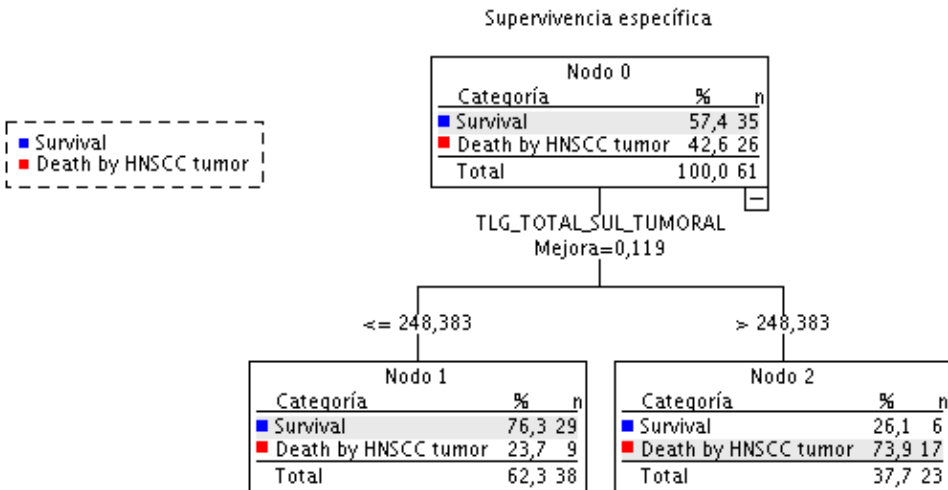 Supervivencia específica
Nodo 0
Categoría % n
Survival 57,4 35
Death by HNSCC tumor 42,6 26
Total 100,0 61
Survival
Death by HNSCC tumor
TLG_TOTAL_SUL_TUMORAL
Mejora=0,119
<= 248,383
> 248,383
Nodo 1
Categoría % n
Survival 76,3 29
Death by HNSCC tumor 23,7 9
Total 62,3 38
Nodo 2
Categoría % n
Survival 26,1 6
Death by HNSCC tumor 73,9 17
Total 37,7 23